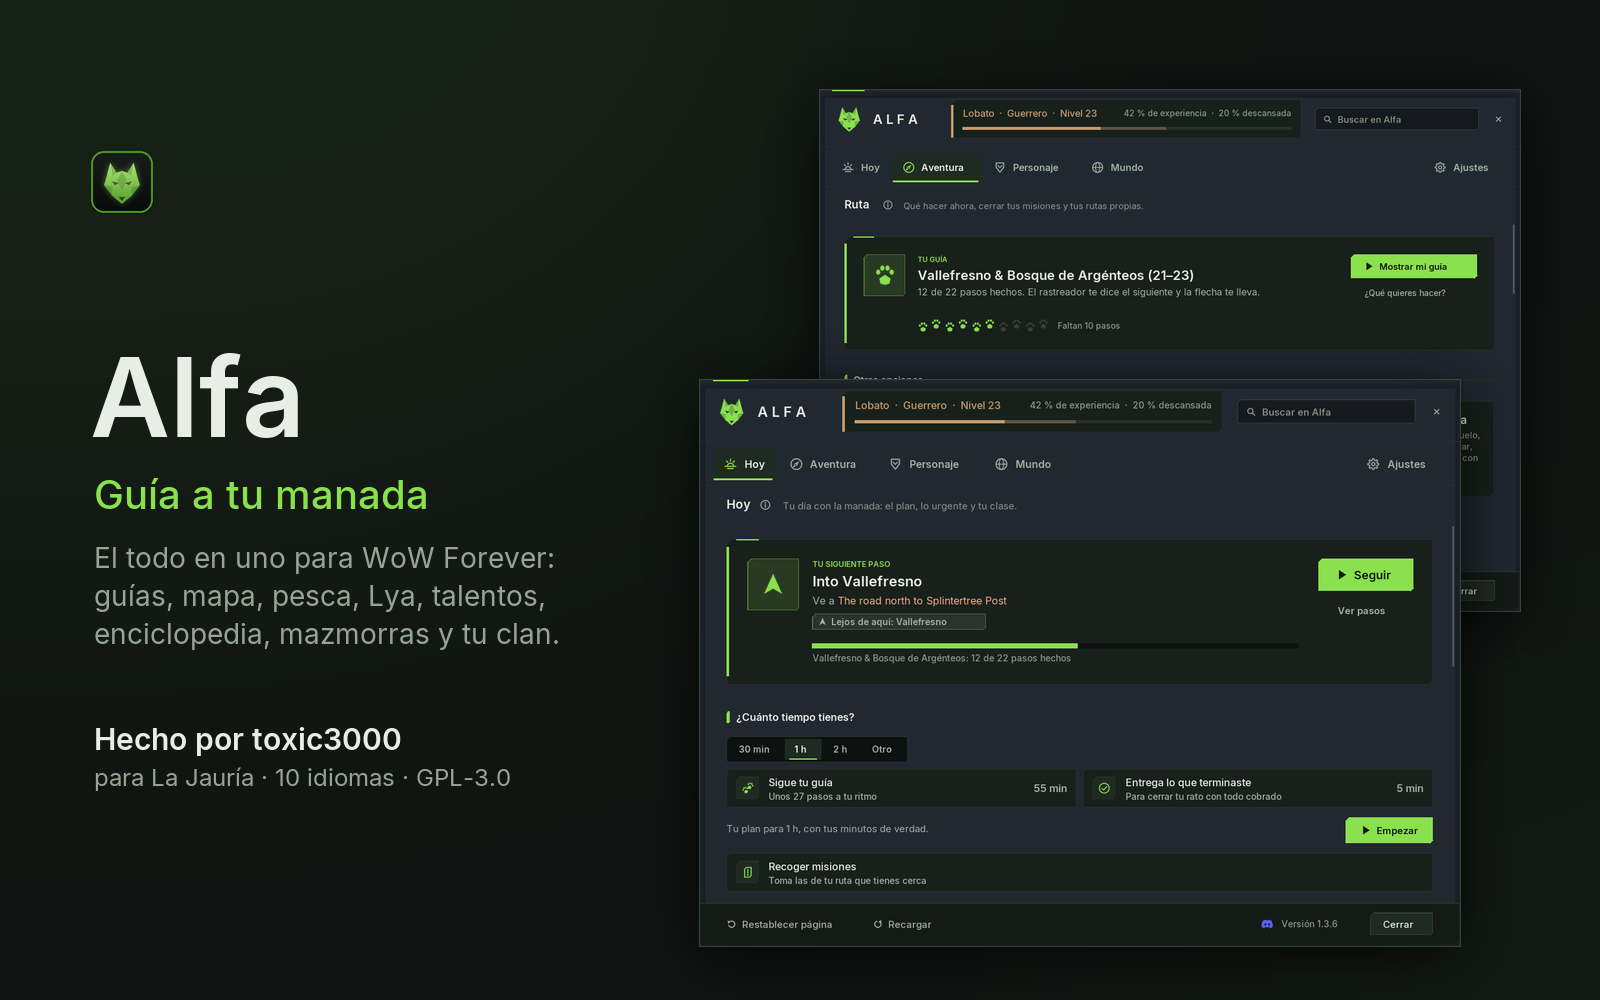 Alfa
Guía a tu manada
El todo en uno para WoW Forever:
guías, mapa, pesca, Lya, talentos,
enciclopedia, mazmorras y tu clan.
Hecho por toxic3000
para La Jauría · 10 idiomas · GPL-3.0
ALFA
Lobato · Guerrero · Nivel 23
42 % de experiencia · 20 % descansada
Buscar en Alfa
Hoy
Aventura
Personaje
Mundo
Ajustes
Ruta
Qué hacer ahora, cerrar tus misiones y tus rutas propias.
TU GUÍA
Vallefresno & Bosque de Argénteos (21–23)
12 de 22 pasos hechos. El rastreador te dice el siguiente y la flecha te lleva.
Faltan 10 pasos
Mostrar mi guía
¿Qué quieres hacer?
ALFA
Lobato · Guerrero · Nivel 23
42 % de experiencia · 20 % descansada
Buscar en Alfa
Hoy
Aventura
Personaje
Mundo
Ajustes
Hoy
Tu día con la manada: el plan, lo urgente y tu clase.
TU SIGUIENTE PASO
Into Vallefresno
Ve a The road north to Splintertree Post
Lejos de aquí: Vallefresno
Vallefresno & Bosque de Argénteos: 12 de 22 pasos hechos
Seguir
Ver pasos
¿Cuánto tiempo tienes?
30 min
1 h
2 h
Otro
Sigue tu guía
Unos 27 pasos a tu ritmo
55 min
Entrega lo que terminaste
Para cerrar tu rato con todo cobrado
5 min
Tu plan para 1 h, con tus minutos de verdad.
Empezar
Recoger misiones
Toma las de tu ruta que tienes cerca
Restablecer página
Recargar
Versión 1.3.6
Cerrar